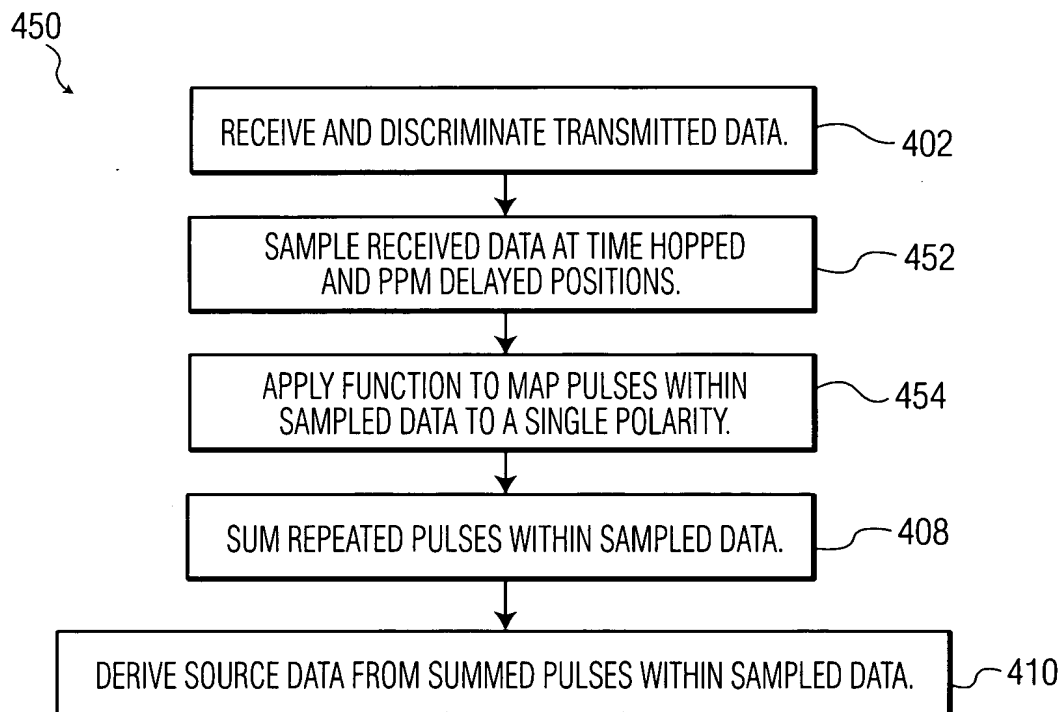 450
RECEIVE AND DISCRIMINATE TRANSMITTED DATA.
402
SAMPLE RECEIVED DATA AT TIME HOPPED
AND PPM DELAYED POSITIONS.
452
APPLY FUNCTION TO MAP PULSES WITHIN
SAMPLED DATA TO A SINGLE POLARITY.
454
SUM REPEATED PULSES WITHIN SAMPLED DATA.
408
DERIVE SOURCE DATA FROM SUMMED PULSES WITHIN SAMPLED DATA.
410